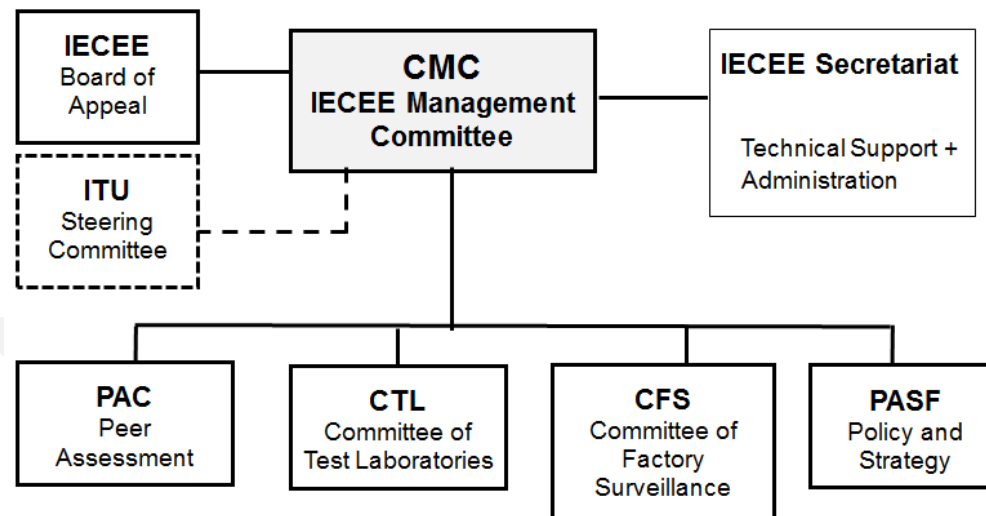 IECEE
Board of
Appeal
CMC
IECEE Management
Committee
IECEE Secretariat
Technical Support +
Administration
ITU
Steering
Committee
PAC
Peer
Assessment
CTL
Committee of
Test Laboratories
CFS
Committee of
Factory
Surveillance
PASF
Policy and
Strategy